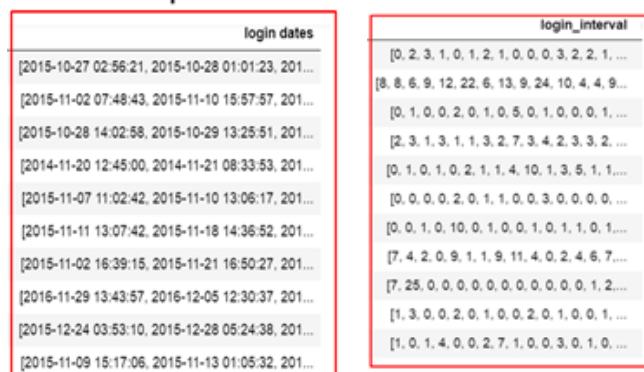 login dates
[2015-10-27 02:56:21, 2015-10-28 01:01:23, 201...
[2015-11-02 07:48:43, 2015-11-10 15:57:57, 201...
[2015-10-28 14:02:58, 2015-10-29 13:25:51, 201...
[2014-11-20 12:45:00, 2014-11-21 08:33:53, 201...
[2015-11-07 11:02:42, 2015-11-10 13:06:17, 201...
[2015-11-11 13:07:42, 2015-11-18 14:36:52, 201...
[2015-11-02 16:39:15, 2015-11-21 16:50:27, 201...
[2016-11-29 13:43:57, 2016-12-05 12:30:37, 201...
[2015-12-24 03:53:10, 2015-12-28 05:24:38, 201...
[2015-11-09 15:17:06, 2015-11-13 01:05:32, 201...
login_interval
[0, 2, 3, 1, 0, 1, 2, 1, 0, 0, 0, 3, 2, 2, 1, ...
[8, 8, 6, 9, 12, 22, 6, 13, 9, 24, 10, 4, 4, 9...
[0, 1, 0, 0, 2, 0, 1, 0, 5, 0, 1, 0, 0, 0, 1, ...
[2, 3, 1, 3, 1, 1, 3, 2, 7, 3, 4, 2, 3, 3, 2, ...
[0, 1, 0, 1, 0, 2, 1, 1, 4, 10, 1, 3, 5, 1, 1,...
[0, 0, 0, 0, 2, 0, 1, 1, 0, 0, 3, 0, 0, 0, 0, ...
[0, 0, 1, 0, 10, 0, 1, 0, 0, 1, 0, 1, 1, 0, 1,...
[7, 4, 2, 0, 9, 1, 1, 9, 11, 4, 0, 2, 4, 6, 7,...
[7, 25, 0, 0, 0, 0, 0, 0, 0, 0, 0, 0, 0, 1, 2,...
[1, 3, 0, 0, 2, 0, 1, 0, 0, 2, 0, 1, 0, 0, 1, ...
[1, 0, 1, 4, 0, 0, 2, 7, 1, 0, 0, 3, 0, 1, 0, ...